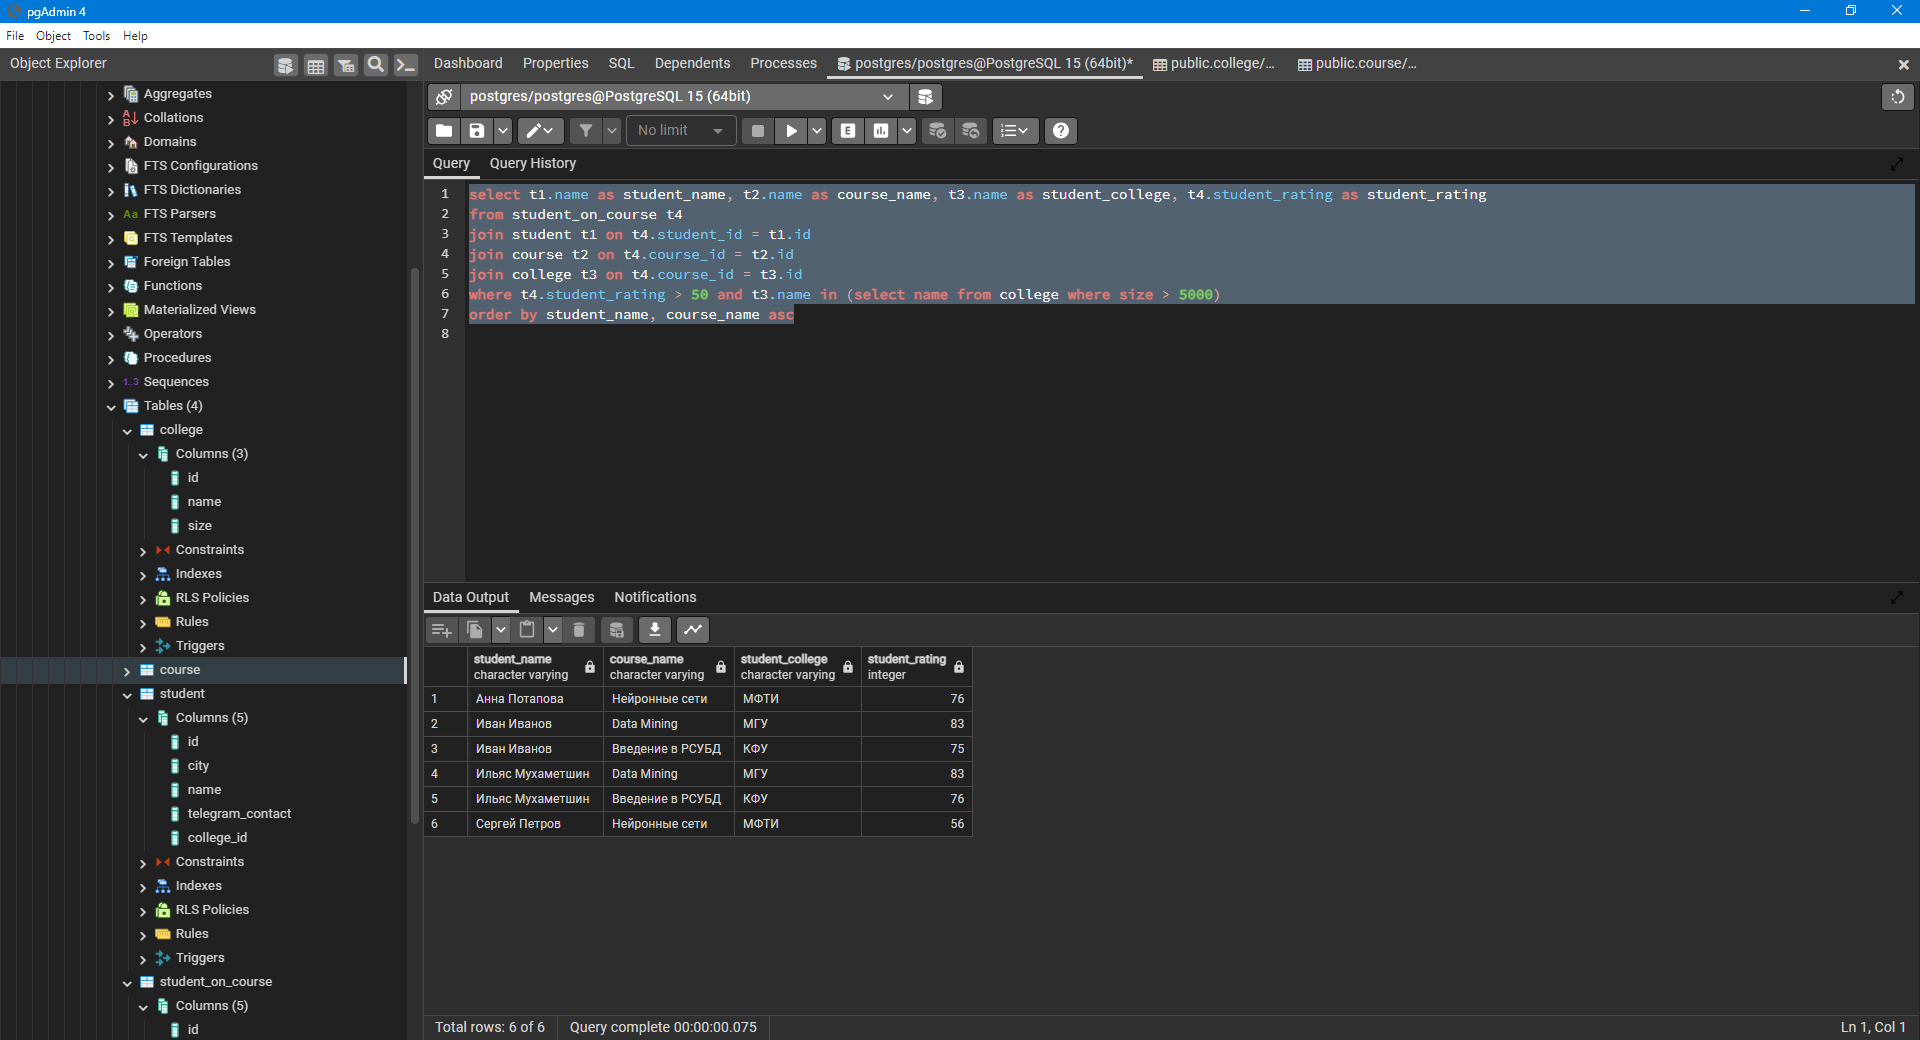 pgAdmin 4
File Object Tools Help
Object Explorer
Dashboard Properties SQL Dependents Processes postgres/postgres@PostgreSQL 15 (64bit)* public.college/... public.course/...
postgres/postgres@PostgreSQL 15 (64bit)
No limit
E
Query Query History
1 select t1.name as student_name, t2.name as course_name, t3.name as student_college, t4.student_rating as student_rating
2 from student_on_course t4
3 join student t1 on t4.student_id = t1.id
4 join course t2 on t4.course_id = t2.id
5 join college t3 on t4.course_id = t3.id
6 where t4.student_rating > 50 and t3.name in (select name from college where size > 5000)
7 order by student_name, course_name asc
8
Aggregates
Collations
Domains
FTS Configurations
FTS Dictionaries
Aa FTS Parsers
FTS Templates
Foreign Tables
Functions
Materialized Views
Operators
Procedures
1..3 Sequences
Tables (4)
college
Columns (3)
id
name
size
Constraints
Indexes
RLS Policies
Rules
Triggers
course
student
Columns (5)
id
city
name
telegram_contact
college_id
Constraints
Indexes
RLS Policies
Rules
Triggers
student_on_course
Columns (5)
id
Data Output Messages Notifications
student_name course_name student_college student_rating
character varying character varying character varying integer
1 Анна Потапова Нейронные сети МФТИ 76
2 Иван Иванов Data Mining МГУ 83
3 Иван Иванов Введение в РСУБД КФУ 75
4 Ильяс Мухаметшин Data Mining МГУ 83
5 Ильяс Мухаметшин Введение в РСУБД КФУ 76
6 Сергей Петров Нейронные сети МФТИ 56
Total rows: 6 of 6 Query complete 00:00:00.075 Ln 1, Col 1